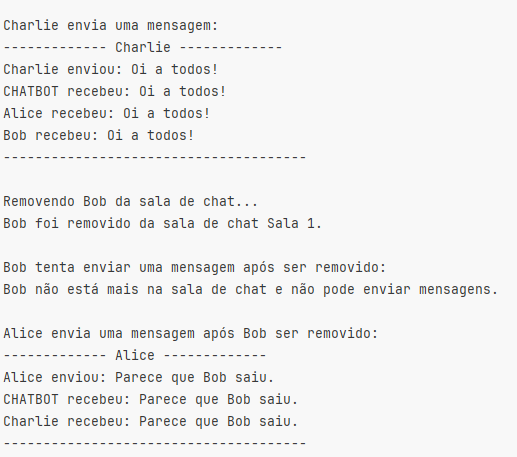 Charlie envia uma mensagem:
------------- Charlie -------------
Charlie enviou: Oi a todos!
CHATBOT recebeu: Oi a todos!
Alice recebeu: Oi a todos!
Bob recebeu: Oi a todos!
--------------------------------------
Removendo Bob da sala de chat...
Bob foi removido da sala de chat Sala 1.
Bob tenta enviar uma mensagem após ser removido:
Bob não está mais na sala de chat e não pode enviar mensagens.
Alice envia uma mensagem após Bob ser removido:
------------- Alice -------------
Alice enviou: Parece que Bob saiu.
CHATBOT recebeu: Parece que Bob saiu.
Charlie recebeu: Parece que Bob saiu.
--------------------------------------